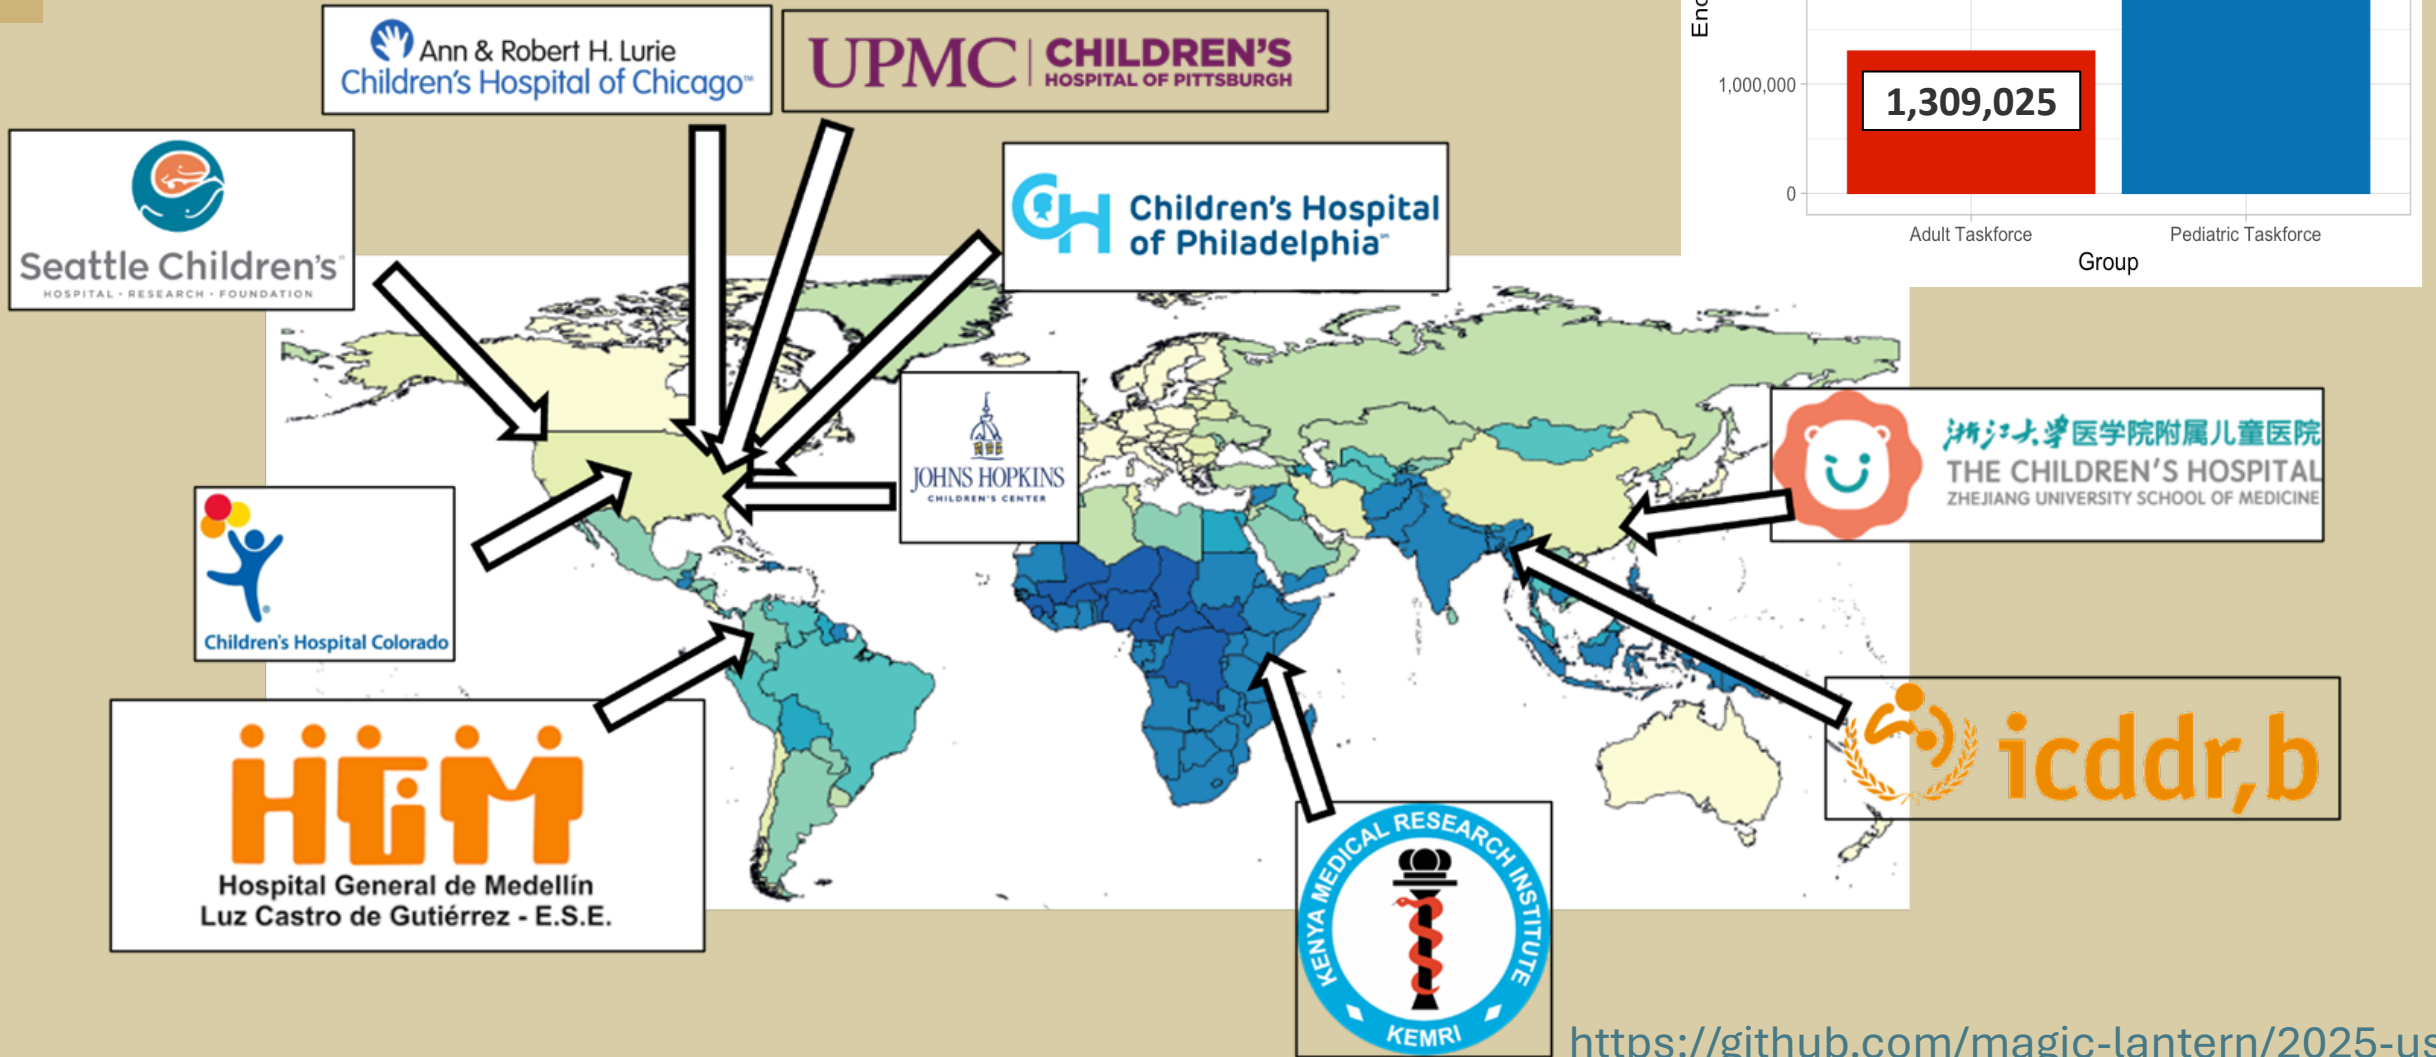 Ann & Robert H. Lurie
Children's Hospital of Chicago™
UPMC | CHILDREN'S
HOSPITAL OF PITTSBURGH
1,000,000
1,309,025
0
Adult Taskforce
Pediatric Taskforce
Group
Seattle Children's
HOSPITAL • RESEARCH • FOUNDATION
Children's Hospital
of Philadelphia℠
JOHNS HOPKINS
CHILDREN'S CENTER
浙江大学医学院附属儿童医院
THE CHILDREN'S HOSPITAL
ZHEJIANG UNIVERSITY SCHOOL OF MEDICINE
Children's Hospital Colorado
HGM
Hospital General de Medellín
Luz Castro de Gutiérrez - E.S.E.
icddr,b
KENYA MEDICAL RESEARCH INSTITUTE
KEMRI
https://github.com/magic-lantern/2025-us